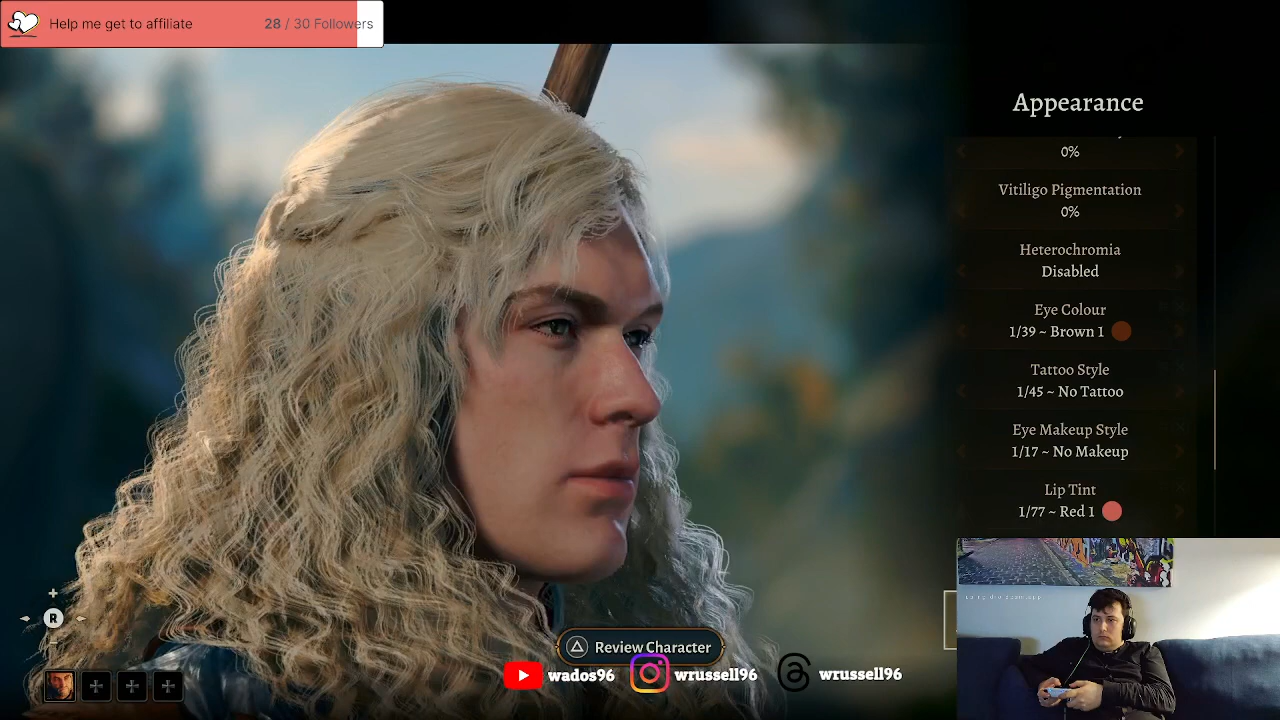 Help me get to affiliate
28 / 30 Followers
Appearance
0%
Vitiligo Pigmentation
0%
Heterochromia
Disabled
Eye Colour
1/39 ~ Brown 1
Tattoo Style
1/45 ~ No Tattoo
Eye Makeup Style
1/17 ~ No Makeup
Lip Tint
1/77 ~ Red 1
R
Review Character
wados96
wrussell96
wrussell96